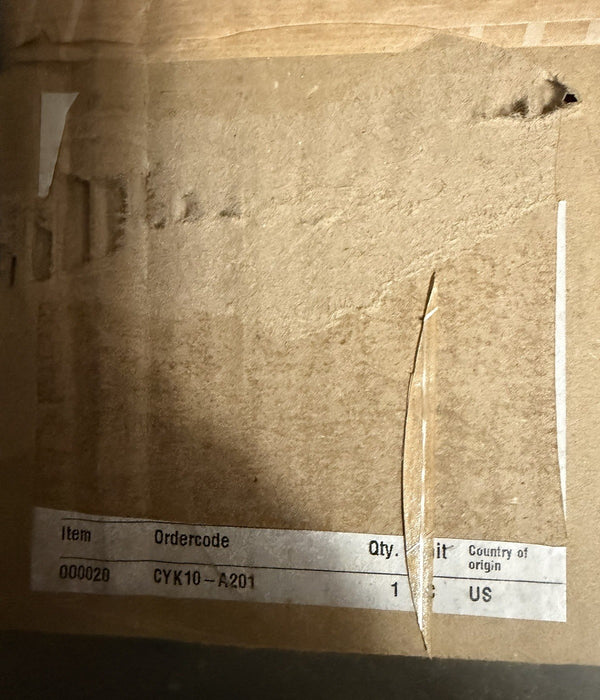 Item Ordercode Qty. Country of
origin
000020 CYK10-A201 1 US